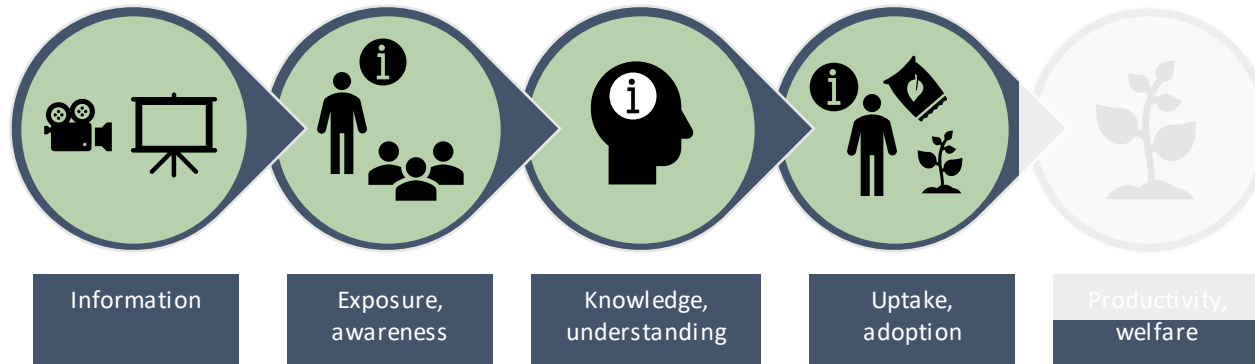 Information
Exposure,
awareness
Knowledge,
understanding
Uptake,
adoption
Productivity,
welfare